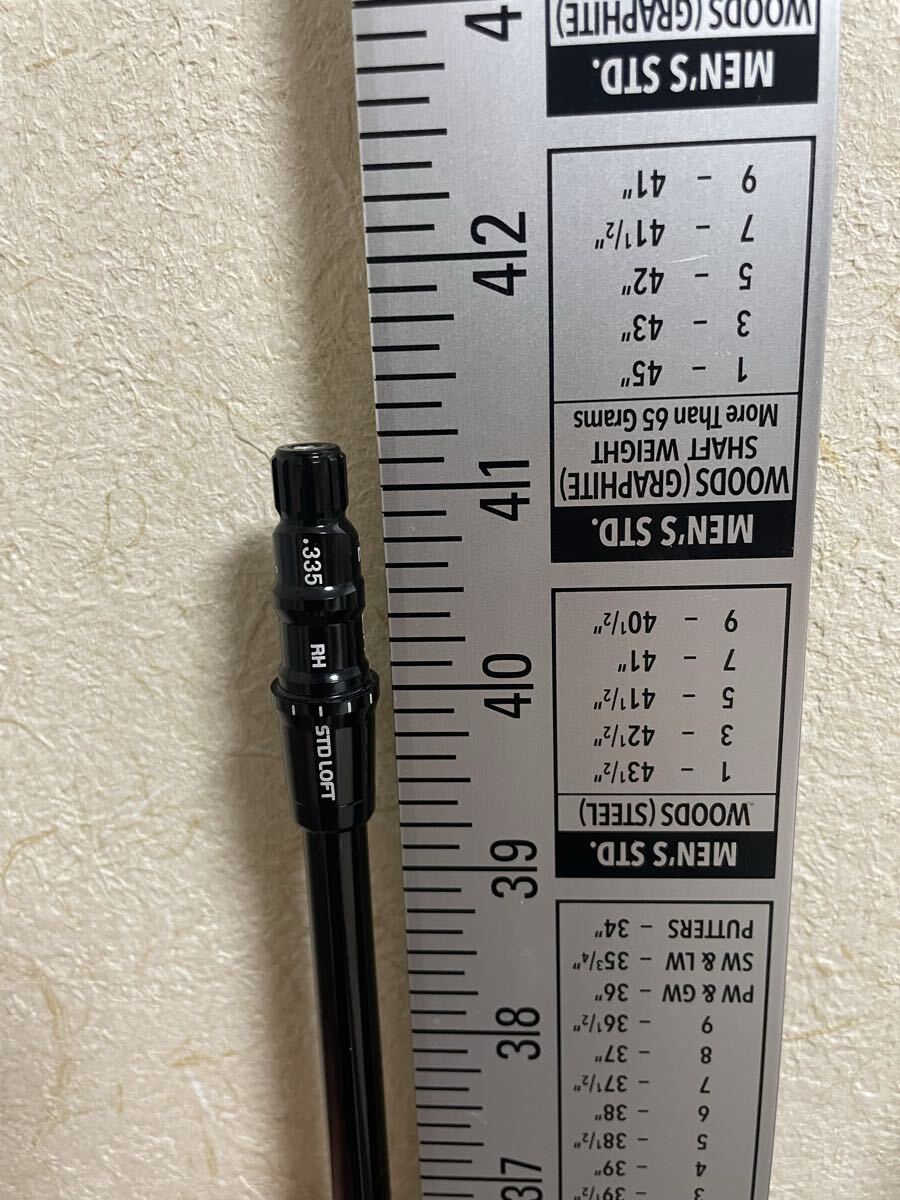 .335
RH
STD LOFT
37
38
39
40
41
42
3 - 39 1/2"
4 - 39"
5 - 38 1/2"
6 - 38"
7 - 37 1/2"
8 - 37"
9 - 36 1/2"
PW & GW - 36"
SW & LW - 35 3/4"
PUTTERS - 34"
MEN'S STD.
WOODS (STEEL)
1 - 43 1/2"
3 - 42 1/2"
5 - 41 1/2"
7 - 41"
9 - 40 1/2"
MEN'S STD.
WOODS (GRAPHITE)
SHAFT WEIGHT
More Than 65 Grams
1 - 45"
3 - 43"
5 - 42"
7 - 41 1/2"
9 - 41"
MEN'S STD.
WOODS (GRAPHITE)